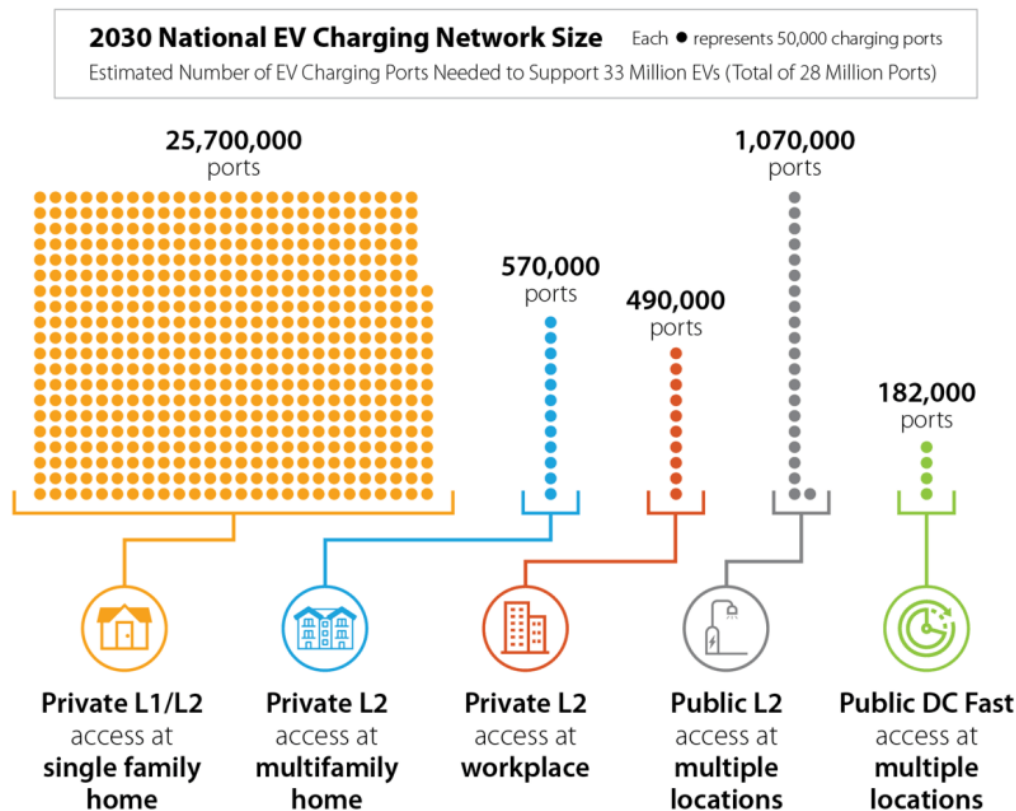 2030 National EV Charging Network Size Each ● represents 50,000 charging ports
Estimated Number of EV Charging Ports Needed to Support 33 Million EVs (Total of 28 Million Ports)
25,700,000
ports
570,000
ports
490,000
ports
1,070,000
ports
182,000
ports
Private L1/L2
access at
single family
home
Private L2
access at
multifamily
home
Private L2
access at
workplace
Public L2
access at
multiple
locations
Public DC Fast
access at
multiple
locations